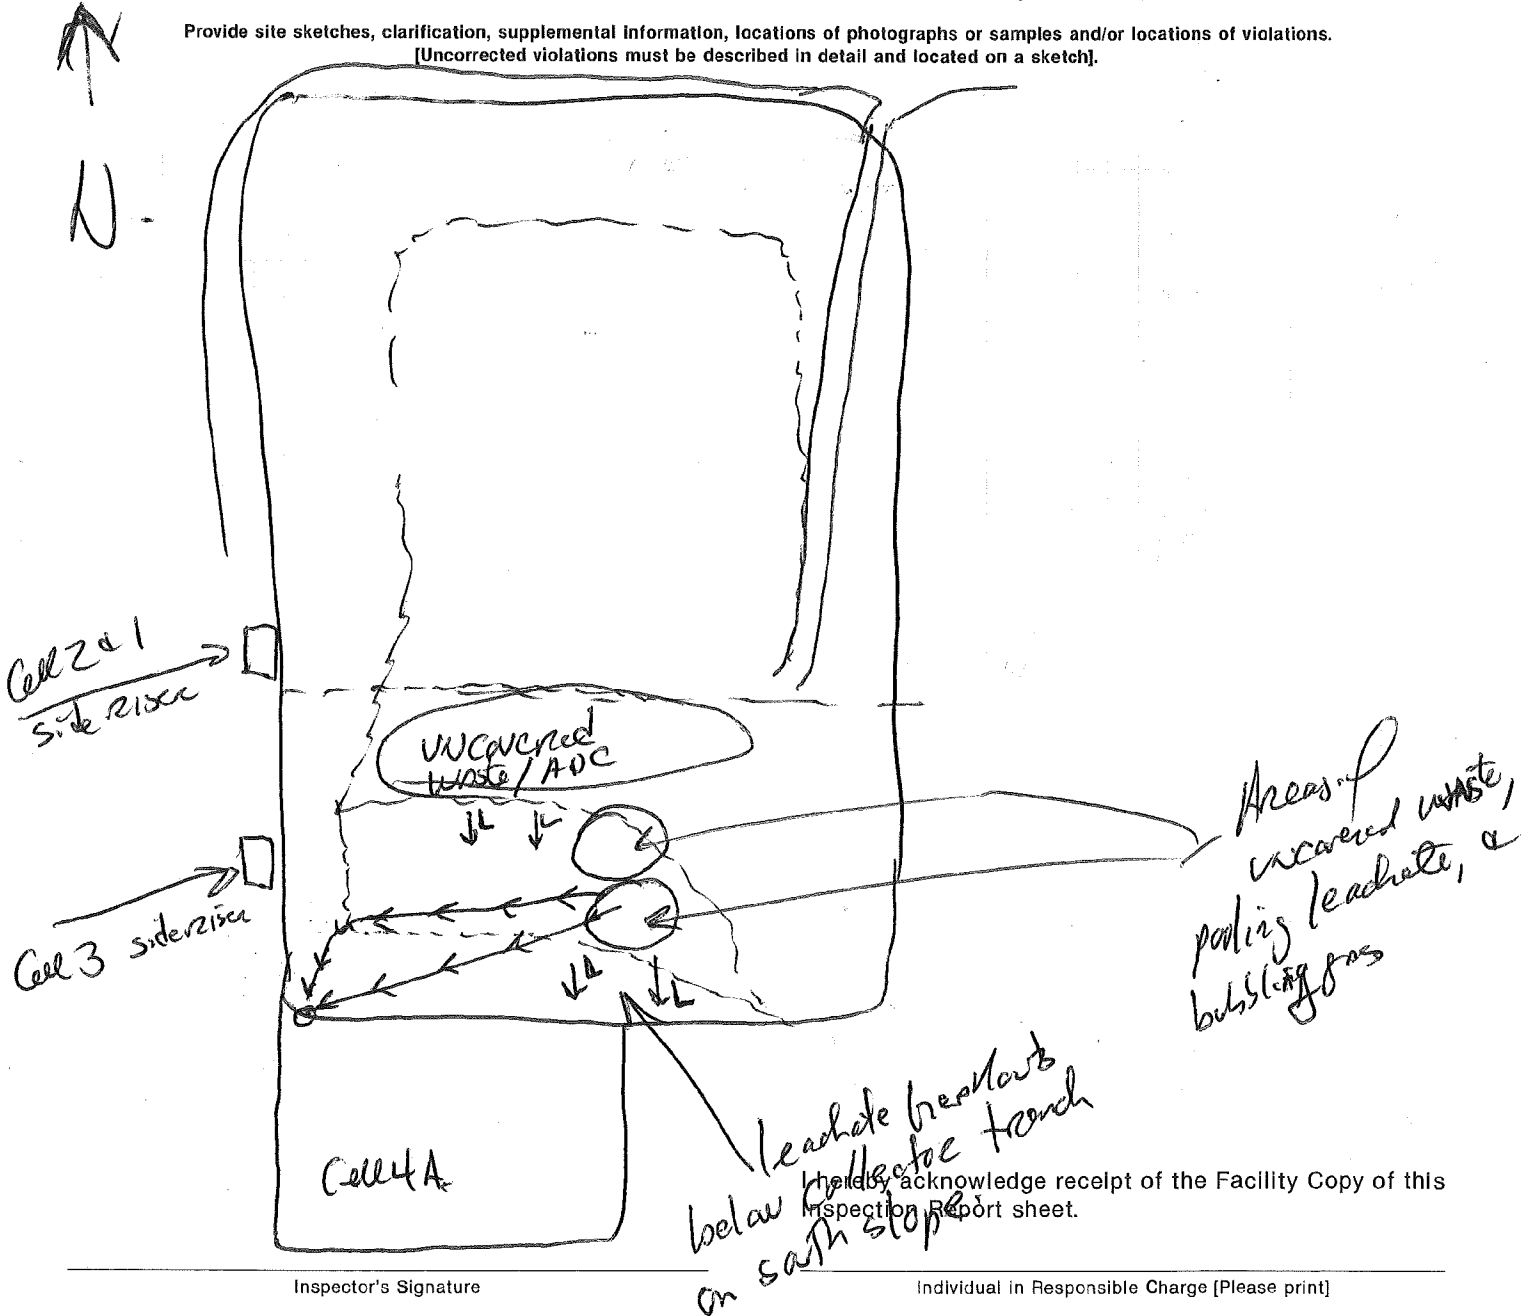 Provide site sketches, clarification, supplemental information, locations of photographs or samples and/or locations of violations.
[Uncorrected violations must be described in detail and located on a sketch].
N
Cell 2 & 1
side riser
uncovered
waste/ADC
L L
Areas of
uncovered waste,
pooling leachate, &
bubbling gas
Cell 3 side riser
L L
leachate breakouts
below collector trench
on south slope
Cell 4A
I hereby acknowledge receipt of the Facility Copy of this
Inspection Report sheet.
Inspector's Signature
Individual in Responsible Charge [Please print]